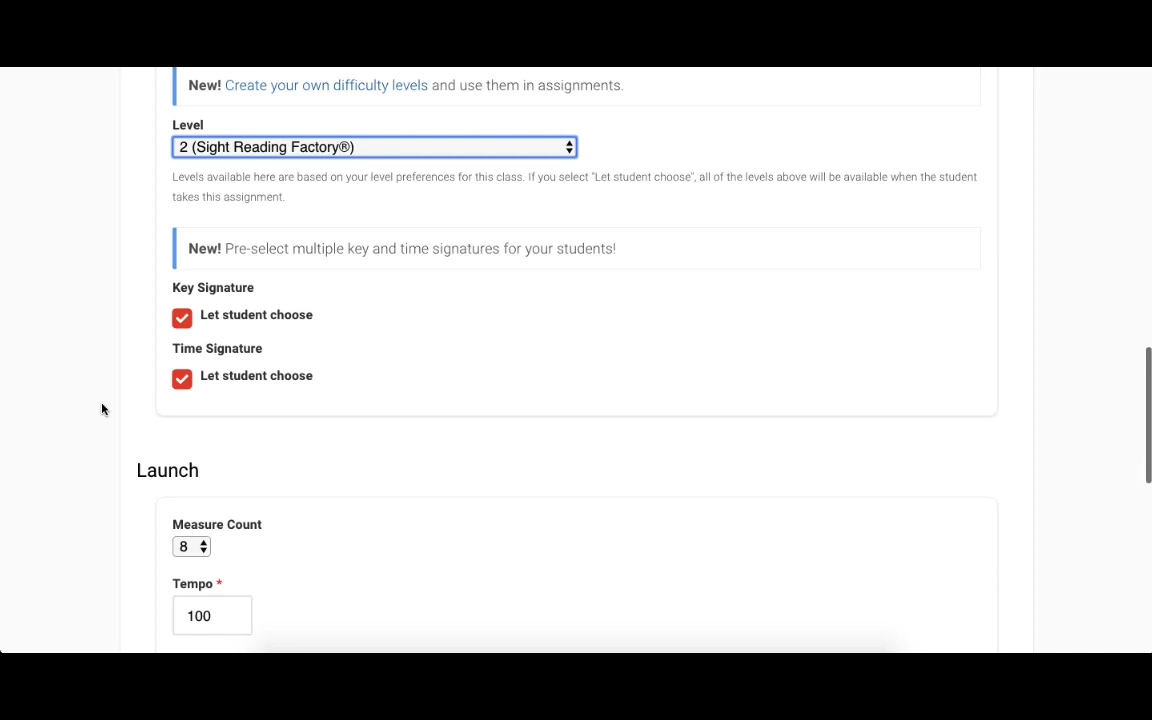 New! Create your own difficulty levels and use them in assignments.
Level
2 (Sight Reading Factory®)
Levels available here are based on your level preferences for this class. If you select "Let student choose", all of the levels above will be available when the student
takes this assignment.
New! Pre-select multiple key and time signatures for your students!
Key Signature
Let student choose
Time Signature
Let student choose
Launch
Measure Count
8
Tempo *
100